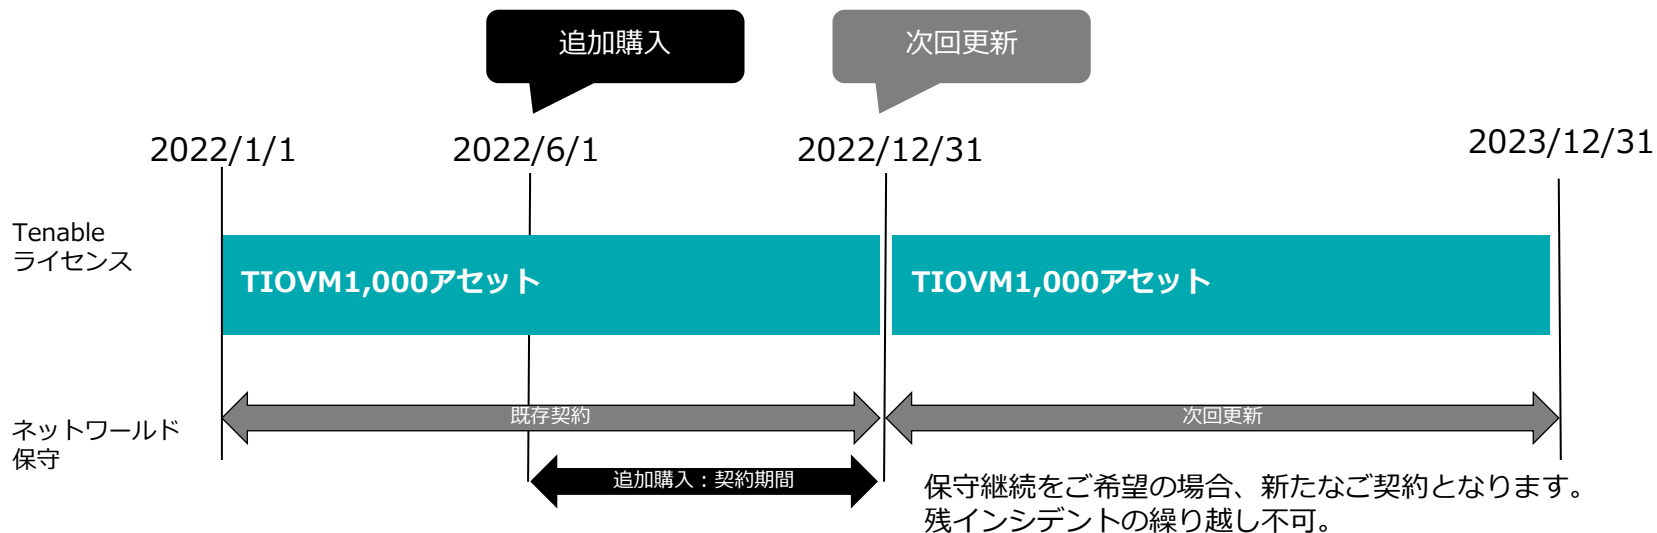 追加購入
次回更新
2022/1/1
2022/6/1
2022/12/31
2023/12/31
Tenable
ライセンス
TIOVM1,000アセット
TIOVM1,000アセット
ネットワールド
保守
既存契約
次回更新
追加購入：契約期間
保守継続をご希望の場合、新たなご契約となります。
残インシデントの繰り越し不可。